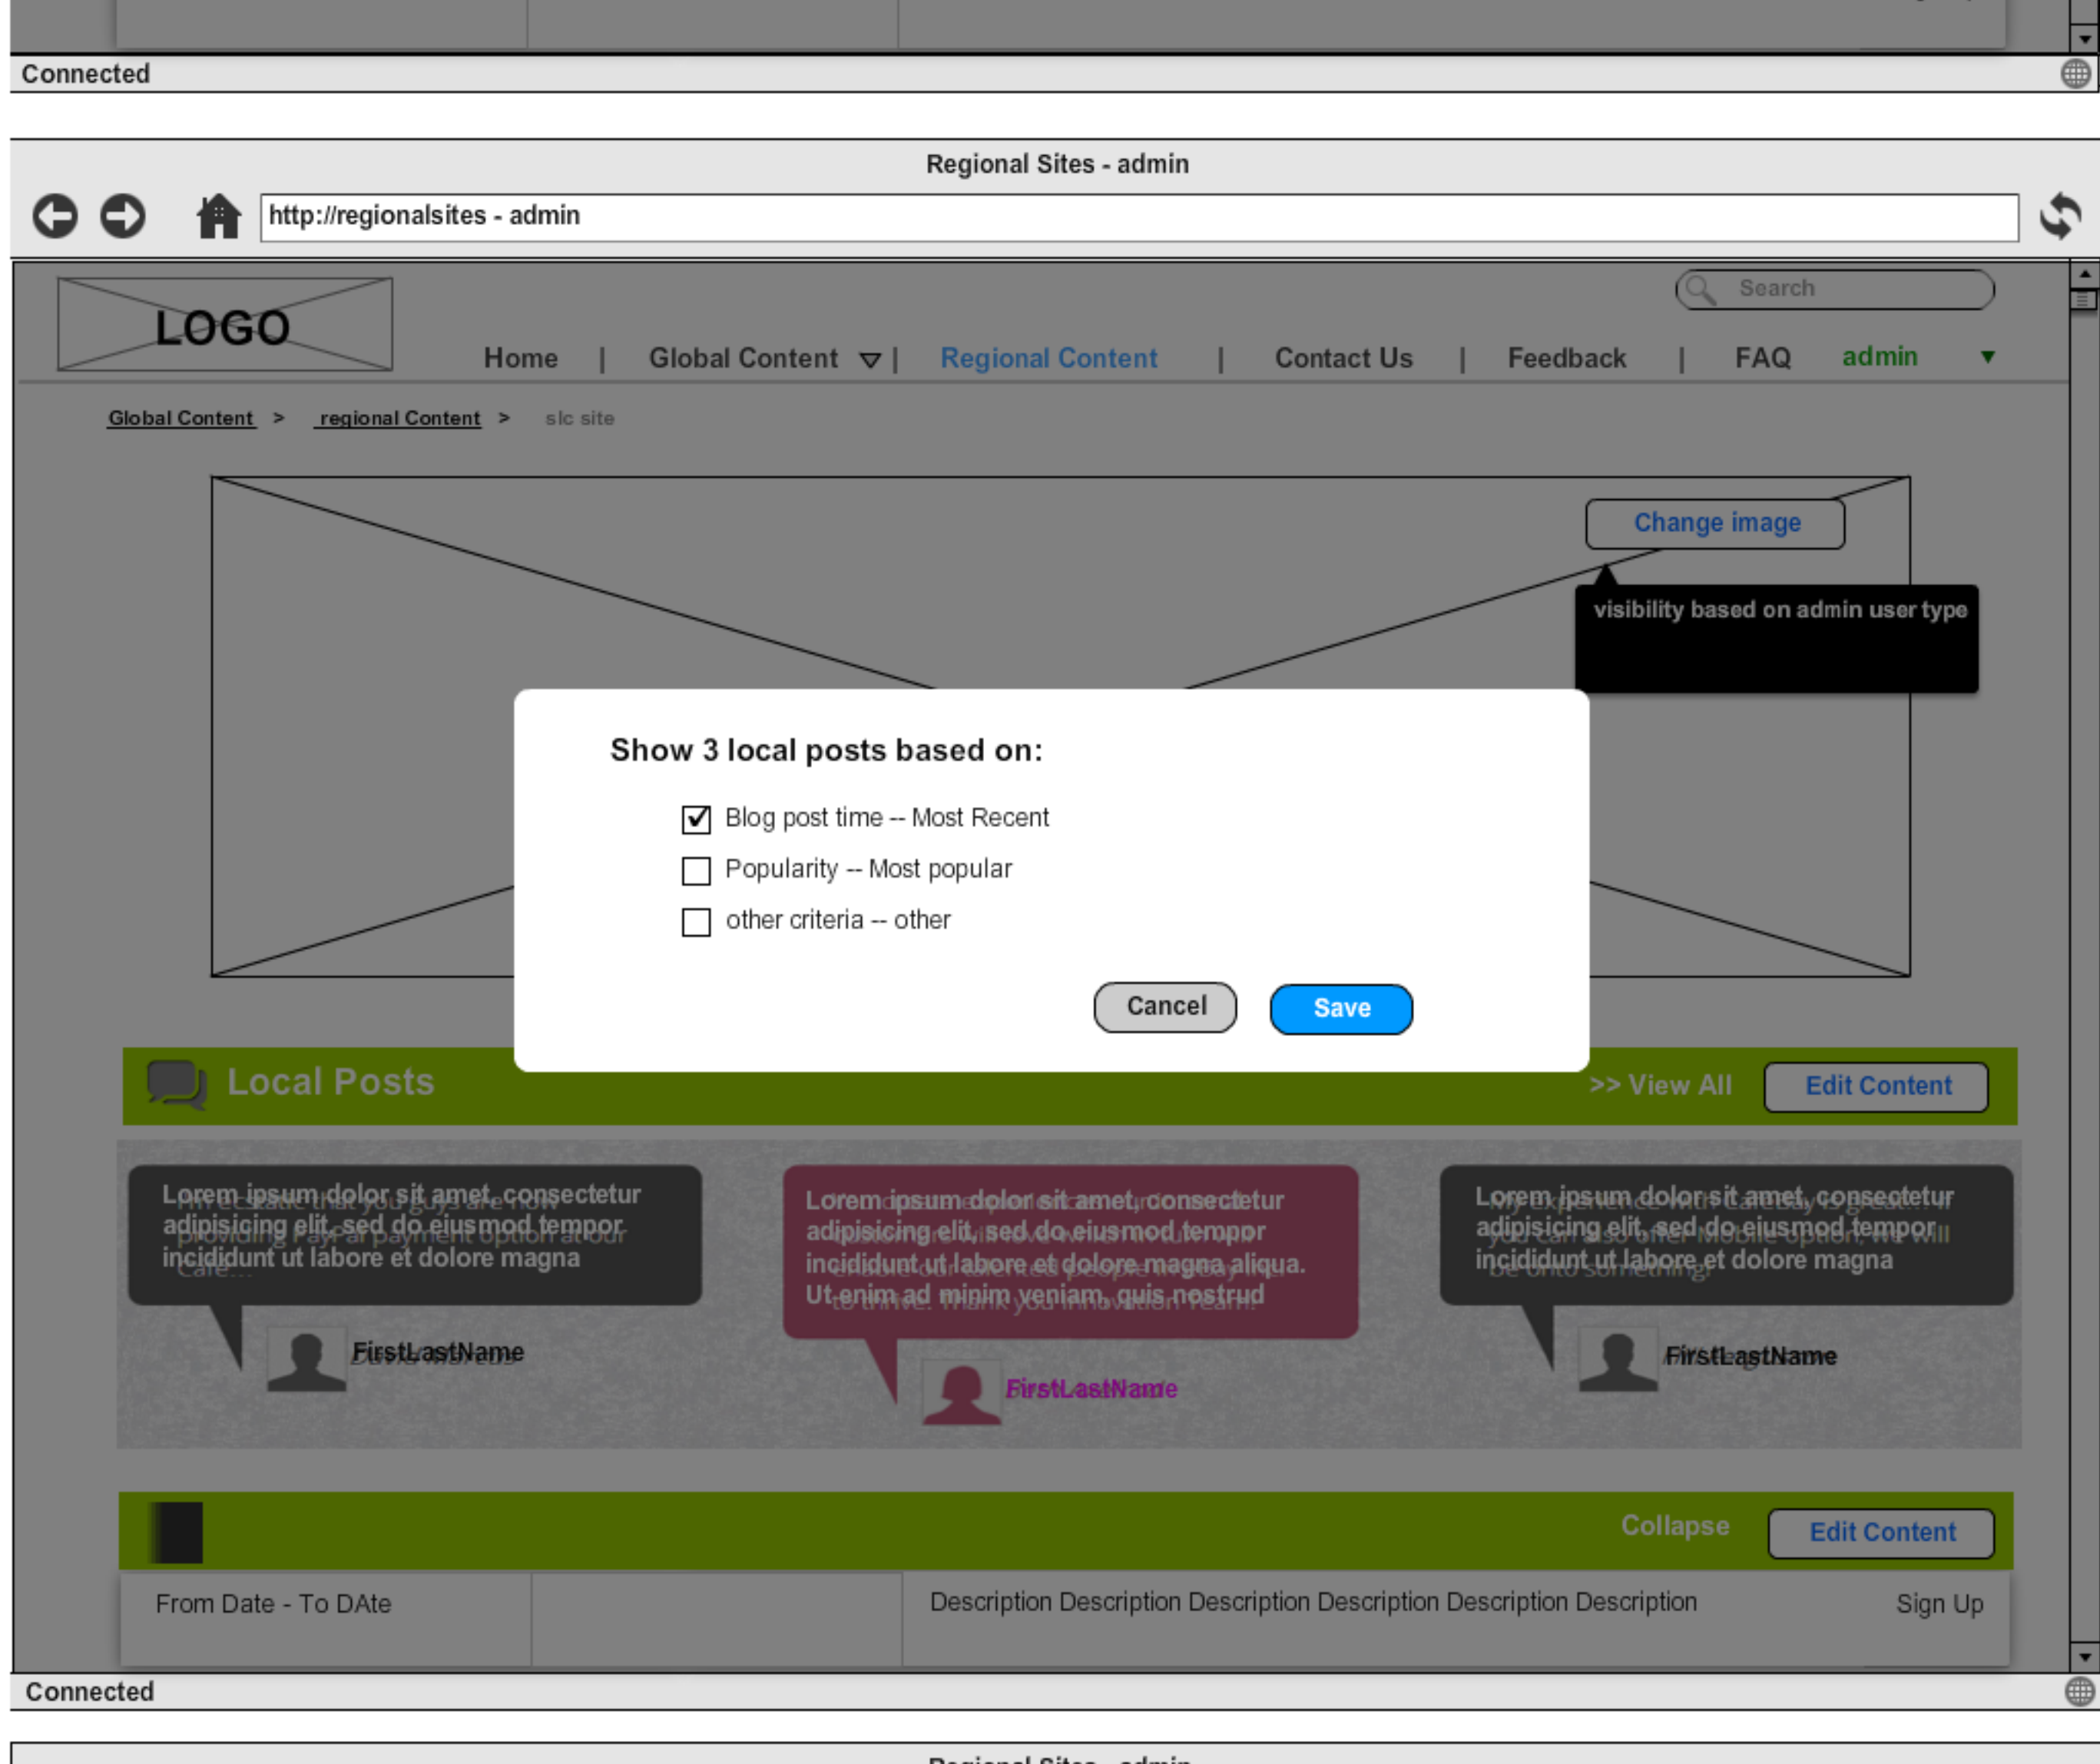 Connected
Regional Sites - admin
http://regionalsites - admin
LOGO
Search
Home | Global Content | Regional Content | Contact Us | Feedback | FAQ admin
Global Content > regional Content > slc site
Change image
visibility based on admin user type
Show 3 local posts based on:
Blog post time -- Most Recent
Popularity -- Most popular
other criteria -- other
Cancel
Save
Local Posts
>> View All
Edit Content
Lorem ipsum dolor sit amet, consectetur
adipisicing elit, sed do eiusmod tempor
incididunt ut labore et dolore magna
FirstLastName
Lorem ipsum dolor sit amet, consectetur
adipisicing elit, sed do eiusmod tempor
incididunt ut labore et dolore magna aliqua.
Ut enim ad minim veniam, quis nostrud
FirstLastName
Lorem ipsum dolor sit amet, consectetur
adipisicing elit, sed do eiusmod tempor
incididunt ut labore et dolore magna
FirstLastName
Collapse
Edit Content
From Date - To DAte
Description Description Description Description Description Description
Sign Up
Connected
Regional Sites - admin